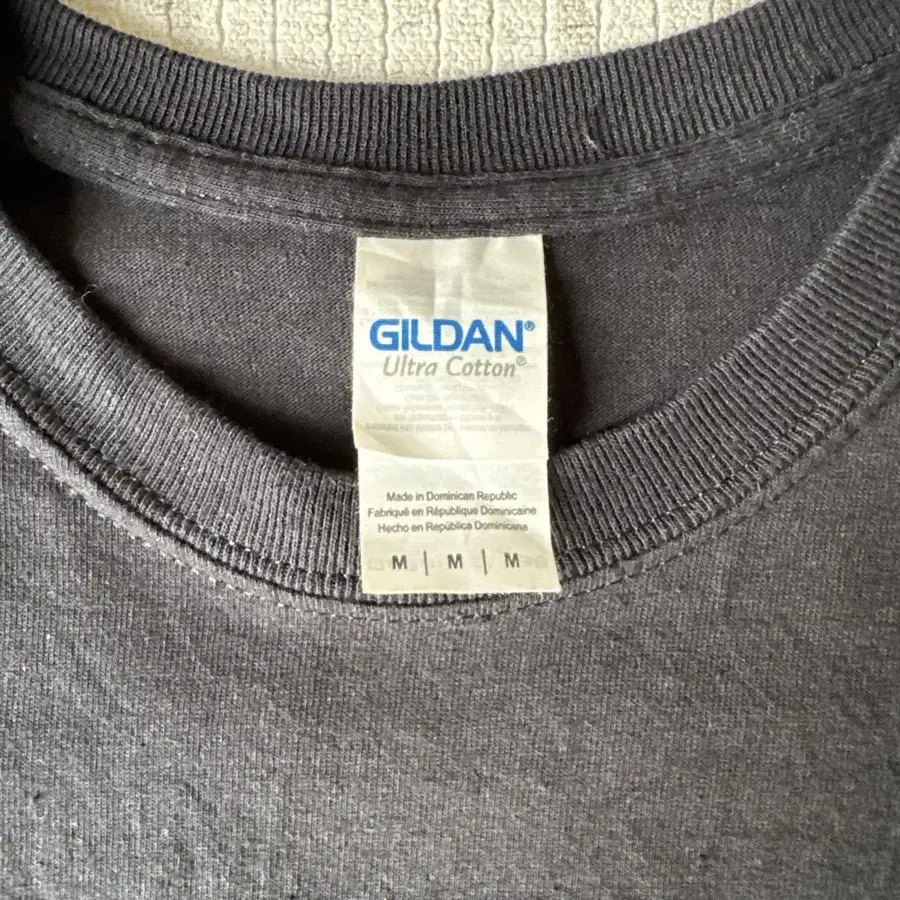 GILDAN®
Ultra Cotton®
Made in Dominican Republic
Fabriqué en République Dominicaine
Hecho en República Dominicana
M | M | M